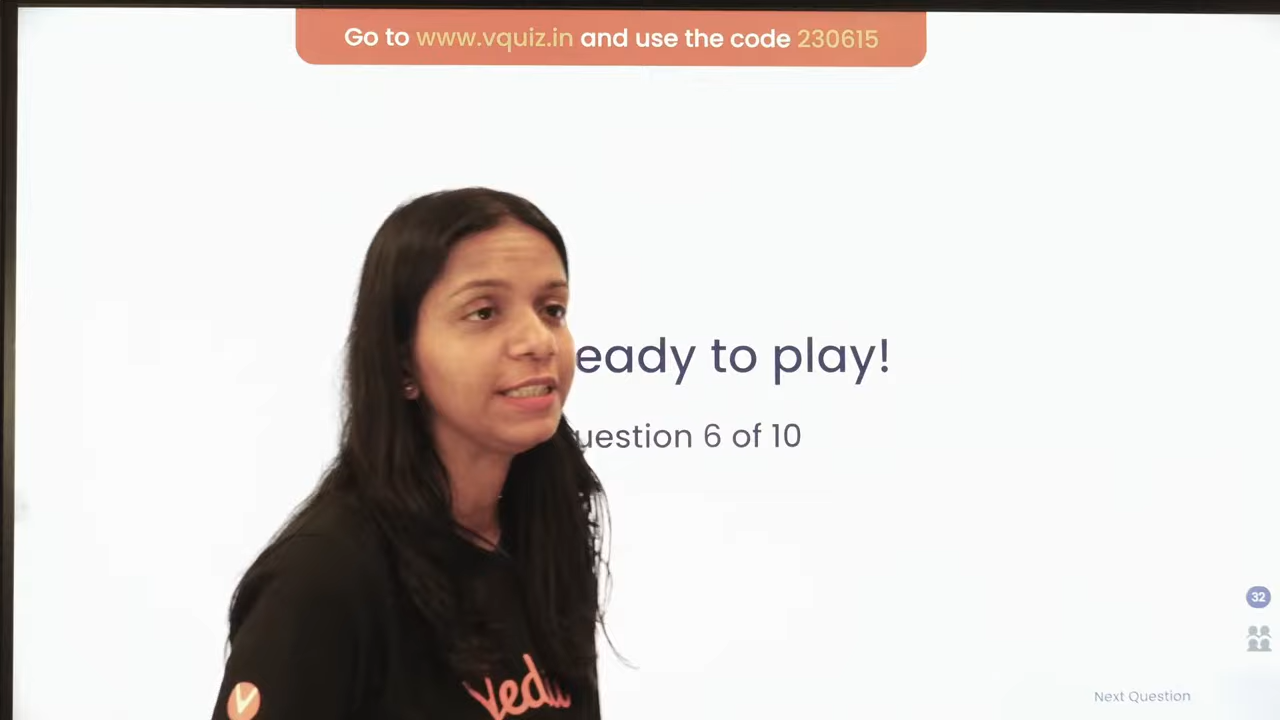 Go to www.vquiz.in and use the code 230615
eady to play!
uestion 6 of 10
32
Next Question
V
Vedantu